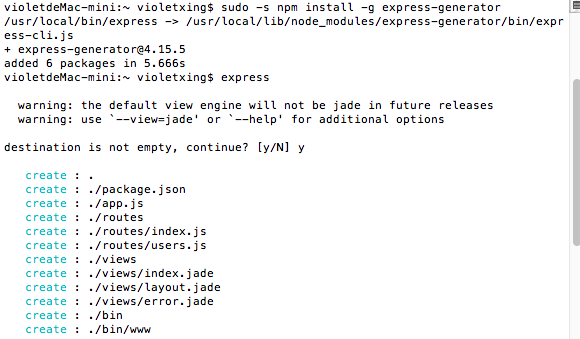 violetdeMac-mini:~ violetxing$ sudo -s npm install -g express-generator
/usr/local/bin/express -> /usr/local/lib/node_modules/express-generator/bin/expr
ess-cli.js
+ express-generator@4.15.5
added 6 packages in 5.666s
violetdeMac-mini:~ violetxing$ express
warning: the default view engine will not be jade in future releases
warning: use `--view=jade' or `--help' for additional options
destination is not empty, continue? [y/N] y
create : .
create : ./package.json
create : ./app.js
create : ./routes
create : ./routes/index.js
create : ./routes/users.js
create : ./views
create : ./views/index.jade
create : ./views/layout.jade
create : ./views/error.jade
create : ./bin
create : ./bin/www